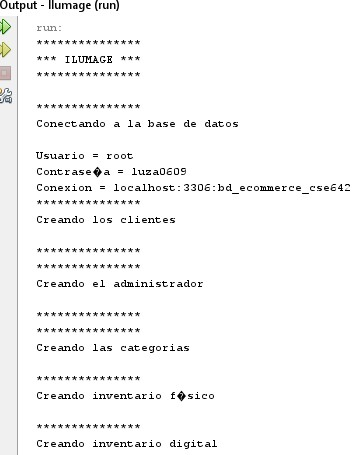 Output - Ilumage (run)
run:
***************
*** ILUMAGE ***
***************
***************
Conectando a la base de datos
Usuario = root
Contrase�a = luza0609
Conexion = localhost:3306:bd_ecommerce_cse642
***************
Creando los clientes
***************
***************
Creando el administrador
***************
***************
Creando las categorias
***************
Creando inventario f�sico
***************
Creando inventario digital